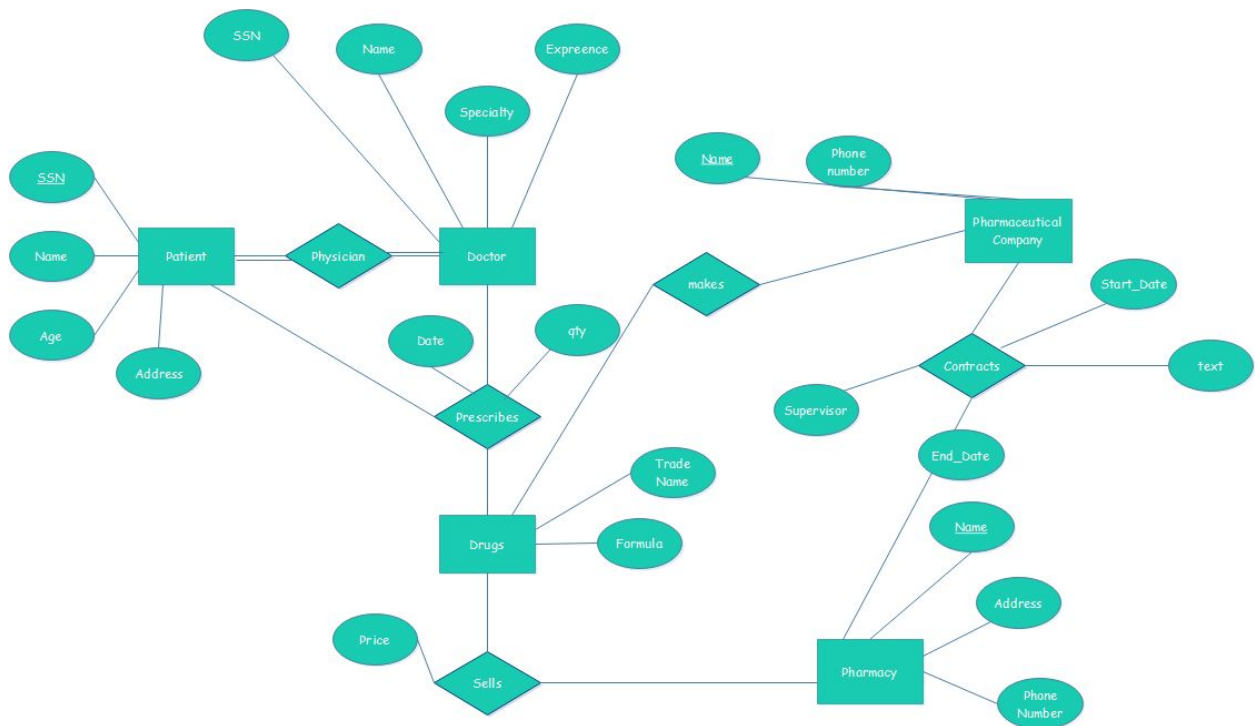 SSN
Name
Expreence
Specialty
Name
Phone
number
SSN
Name
Patient
Physician
Doctor
Pharmaceutical
Company
makes
Start_Date
Age
Address
Date
qty
Contracts
text
Supervisor
Prescribes
End_Date
Trade
Name
Drugs
Formula
Name
Address
Price
Sells
Pharmacy
Phone
Number